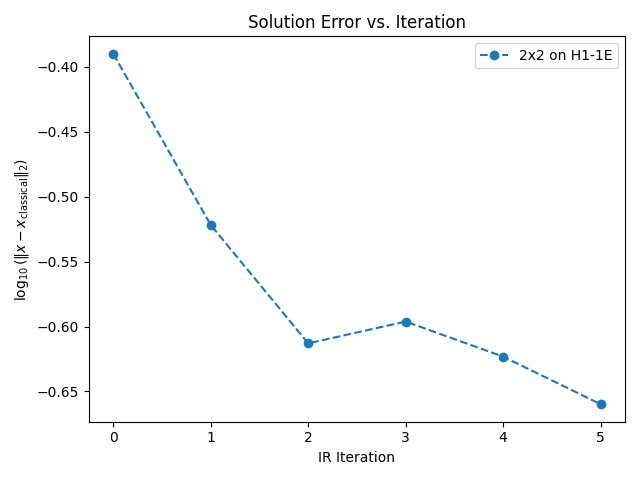 Solution Error vs. Iteration
2x2 on H1-1E
log₁₀(‖x − x_classical‖₂)
−0.40
−0.45
−0.50
−0.55
−0.60
−0.65
0 1 2 3 4 5
IR Iteration